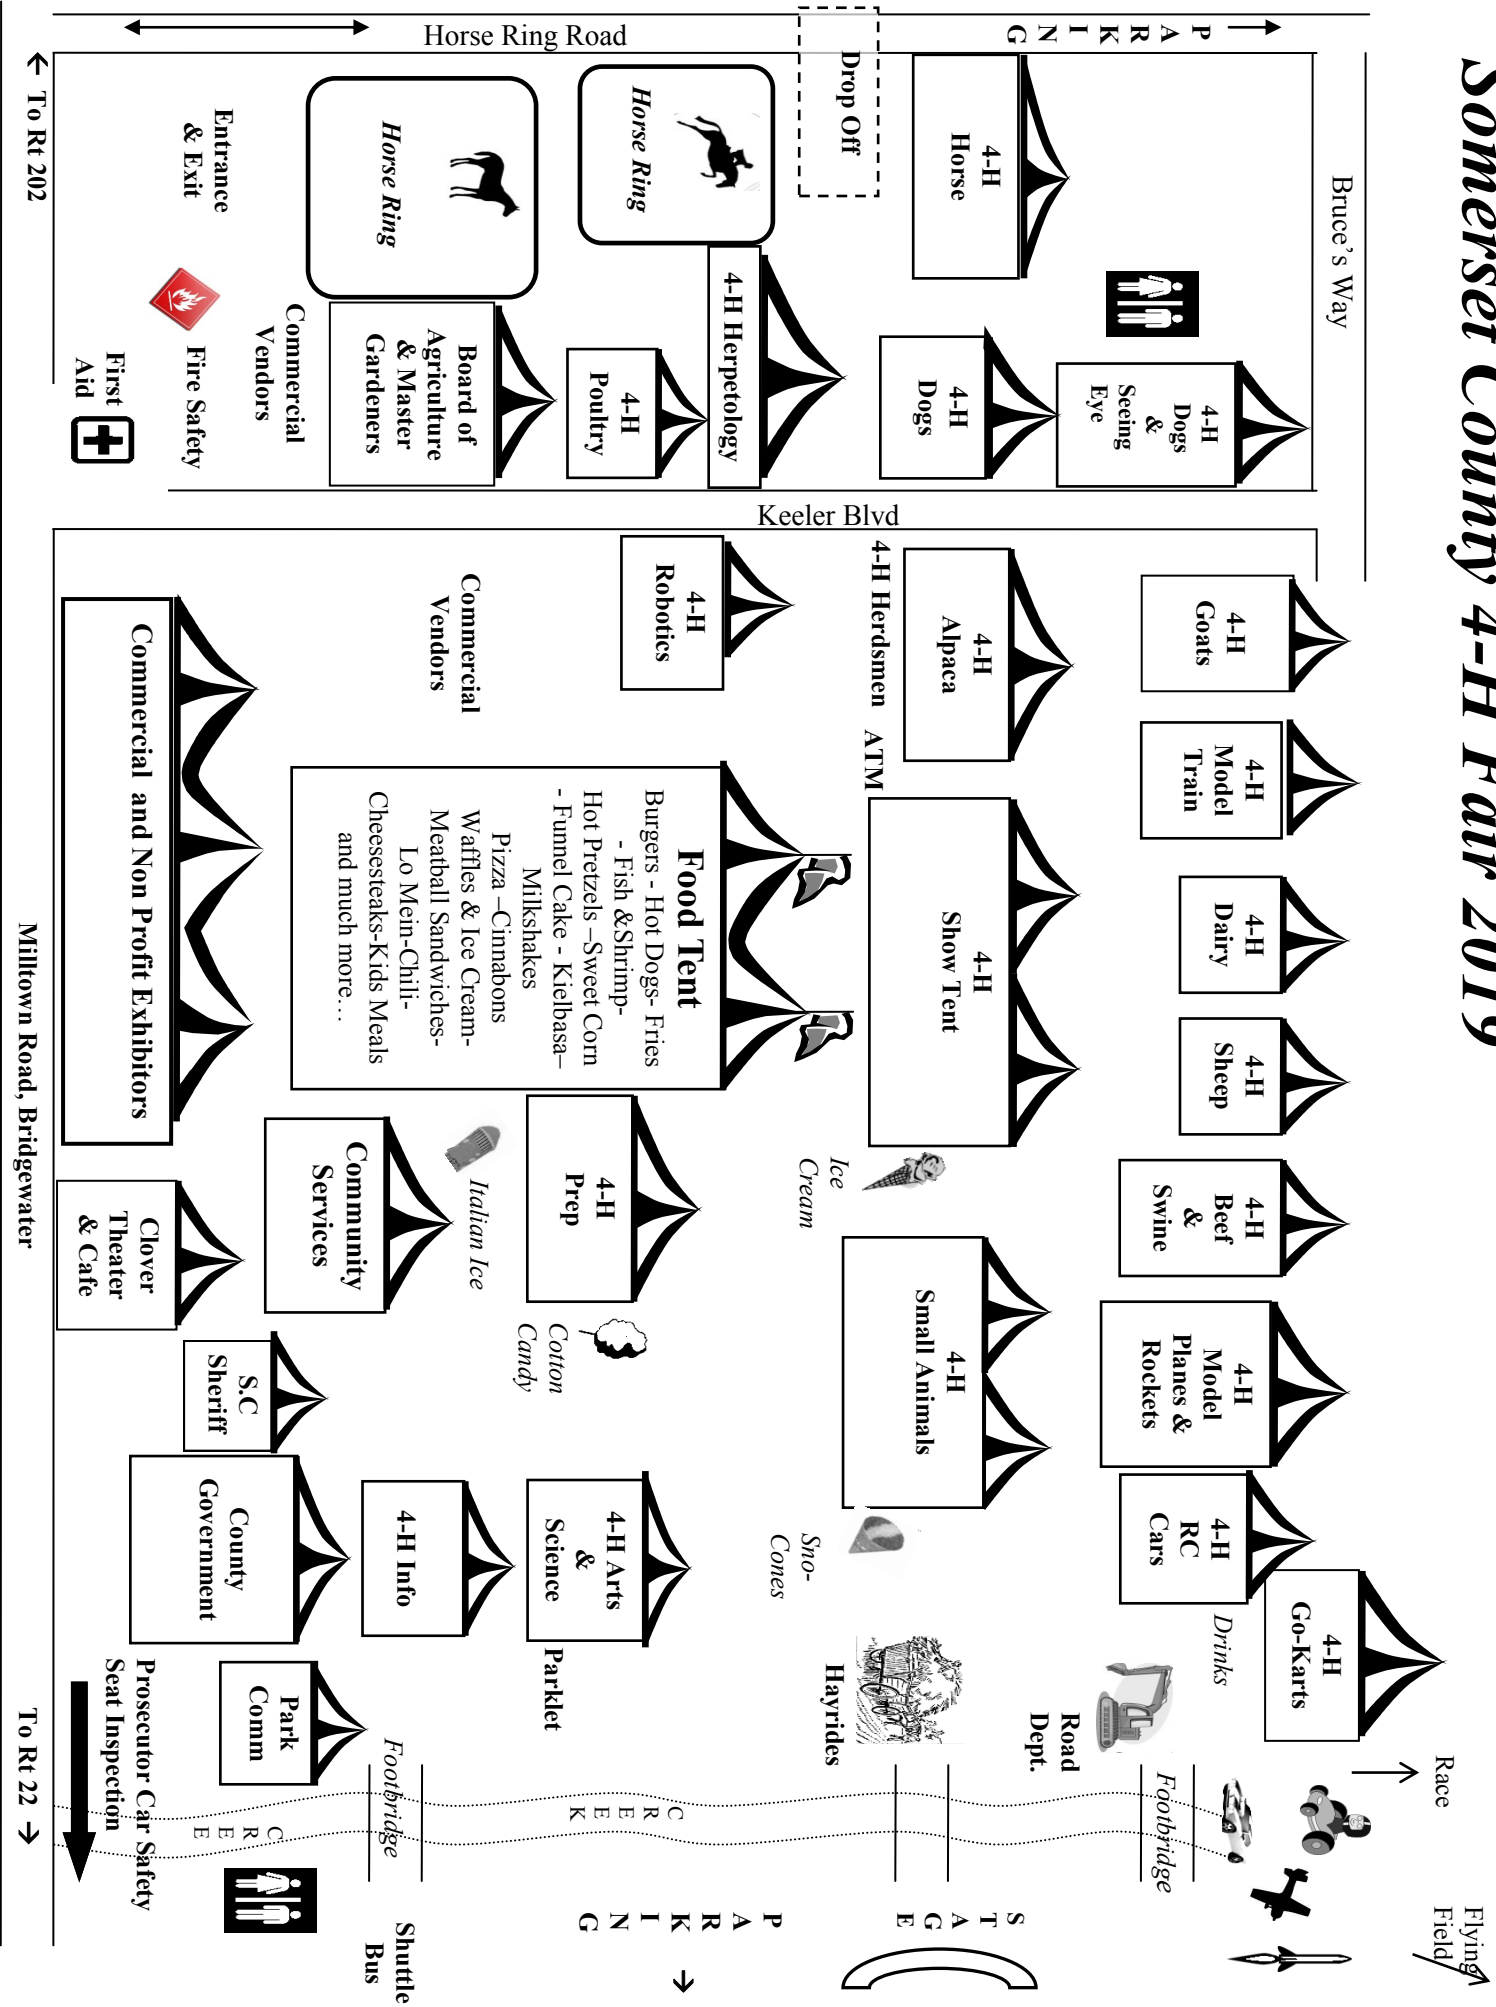 Somerset County 4-H Fair 2019
Bruce's Way
Horse Ring Road
PARKING
Drop Off
4-H
Horse
Horse Ring
Horse Ring
Entrance
& Exit
← To Rt 202
4-H
Dogs
&
Seeing
Eye
4-H
Dogs
4-H Herpetology
4-H
Poultry
Board of
Agriculture
& Master
Gardeners
Commercial
Vendors
Fire Safety
First
Aid
Keeler Blvd
4-H
Goats
4-H
Model
Train
4-H
Dairy
4-H
Sheep
4-H
Beef
&
Swine
4-H
Model
Planes &
Rockets
4-H
RC
Cars
4-H
Go-Karts
Drinks
Race
Flying
Field
4-H
Alpaca
4-H Herdsmen
ATM
4-H
Show Tent
Ice
Cream
4-H
Small Animals
Sno-
Cones
Hayrides
Road
Dept.
Footbridge
STAGE
4-H
Robotics
Commercial
Vendors
Food Tent
Burgers - Hot Dogs- Fries
- Fish &Shrimp-
Hot Pretzels –Sweet Corn
- Funnel Cake - Kielbasa–
Milkshakes
Pizza –Cinnabons
Waffles & Ice Cream-
Meatball Sandwiches-
Lo Mein-Chili-
Cheesesteaks-Kids Meals
and much more…
4-H
Prep
Cotton
Candy
Italian Ice
Community
Services
4-H Arts
&
Science
Parklet
4-H Info
CREEK
PARKING
Footbridge
Shuttle
Bus
Commercial and Non Profit Exhibitors
Clover
Theater
& Cafe
S.C
Sheriff
County
Government
Park
Comm
CREE
Prosecutor Car Safety
Seat Inspection
Milltown Road, Bridgewater
To Rt 22 →